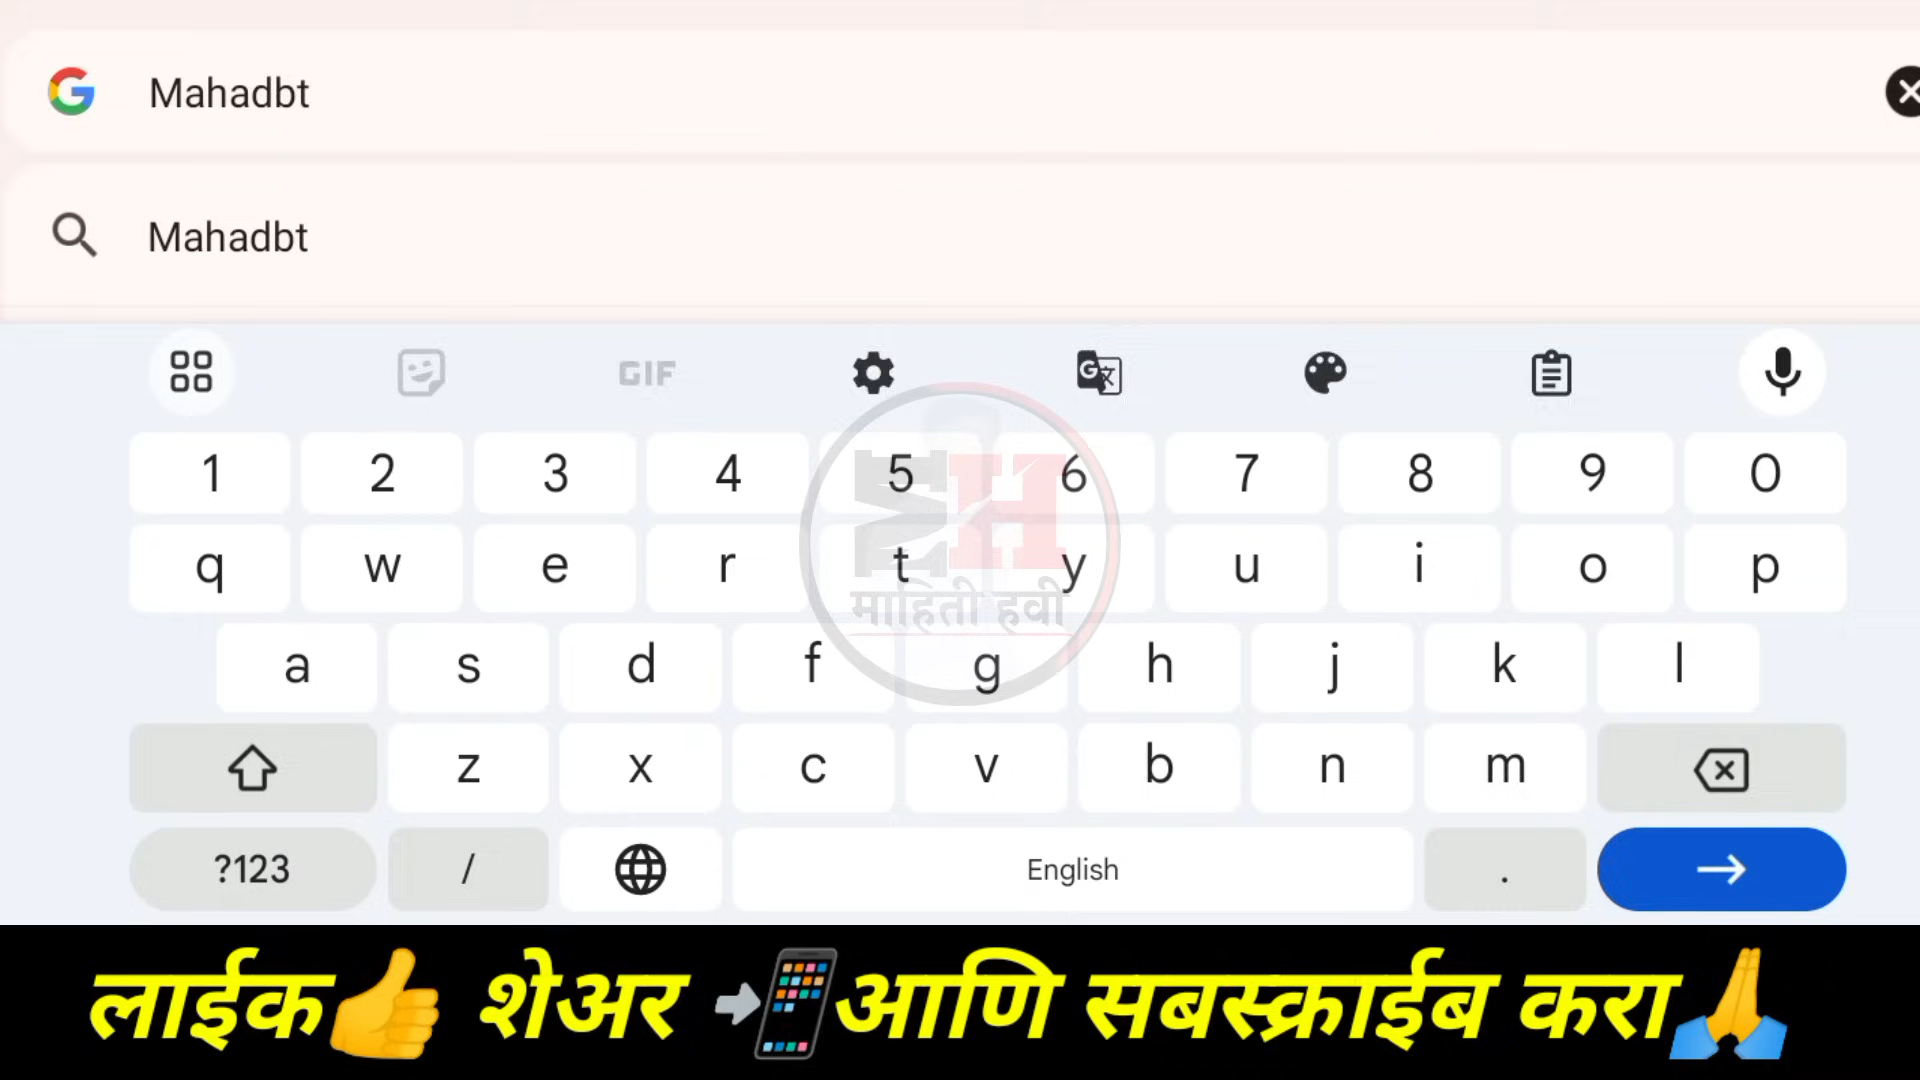 Mahadbt
Mahadbt
GIF
1 2 3 4 5 6 7 8 9 0
q w e r t y u i o p
MH
माहिती हवी
a s d f g h j k l
z x c v b n m
?123 / English .
लाईक👍 शेअर 📲आणि सबस्क्राईब करा🙏